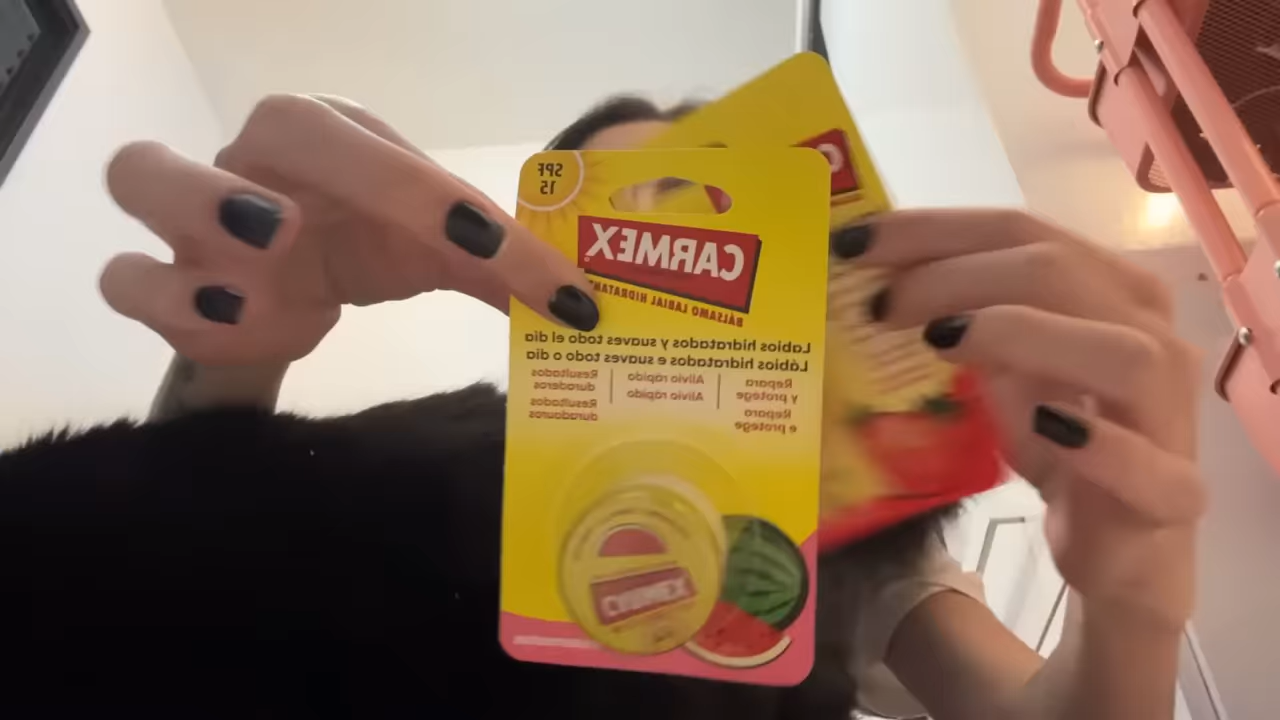 SPF
15
CARMEX
BÁLSAMO LABIAL HIDRATANT
Labios hidratados y suaves todo el día
Lábios hidratados e suaves todo o dia
Repara
y protege
Alivio rápido
Resultados
duraderos
Repara
e protege
Alívio rápido
Resultados
duradouros
CARMEX
C